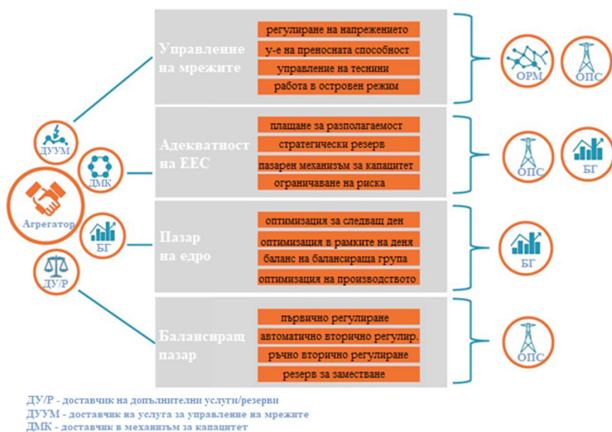 Управление
на мрежите
регулиране на напрежението
у-е на преносната способност
управление на теснини
работа в островен режим
ОРМ
ОПС
Адекватност
на ЕЕС
плащане за разполагаемост
стратегически резерв
пазарен механизъм за капацитет
ограничаване на риска
ОПС
БГ
ДУУМ
ДМК
Агрегатор
БГ
ДУ/Р
Пазар
на едро
оптимизация за следващ ден
оптимизация в рамките на деня
баланс на балансираща група
оптимизация на производството
БГ
Балансиращ
пазар
първично регулиране
автоматично вторично регулир.
ръчно вторично регулиране
резерв за заместване
ОПС
ДУ/Р - доставчик на допълнителни услуги/резерви
ДУУМ - доставчик на услуга за управление на мрежите
ДМК - доставчик в механизъм за капацитет